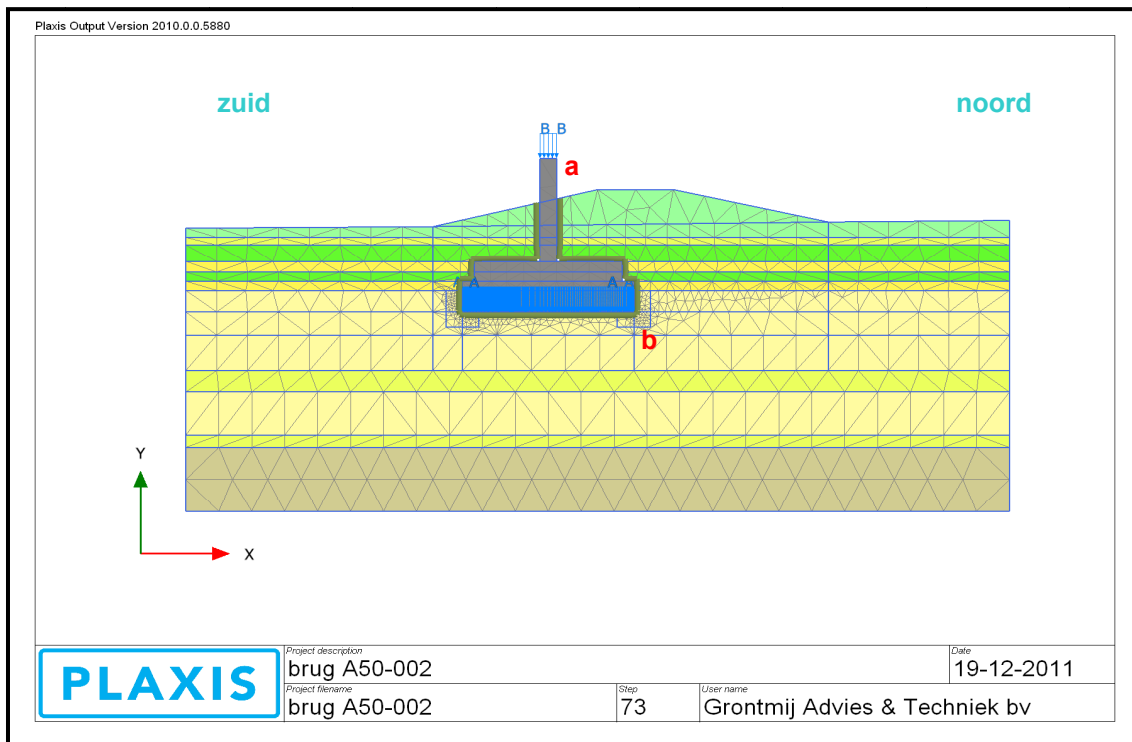 Plaxis Output Version 2010.0.0.5880
zuid
noord
B B
a
A A
A A
b
Y
X
PLAXIS
Project description
brug A50-002
Date
19-12-2011
Project filename
brug A50-002
Step
73
User name
Grontmij Advies & Techniek bv